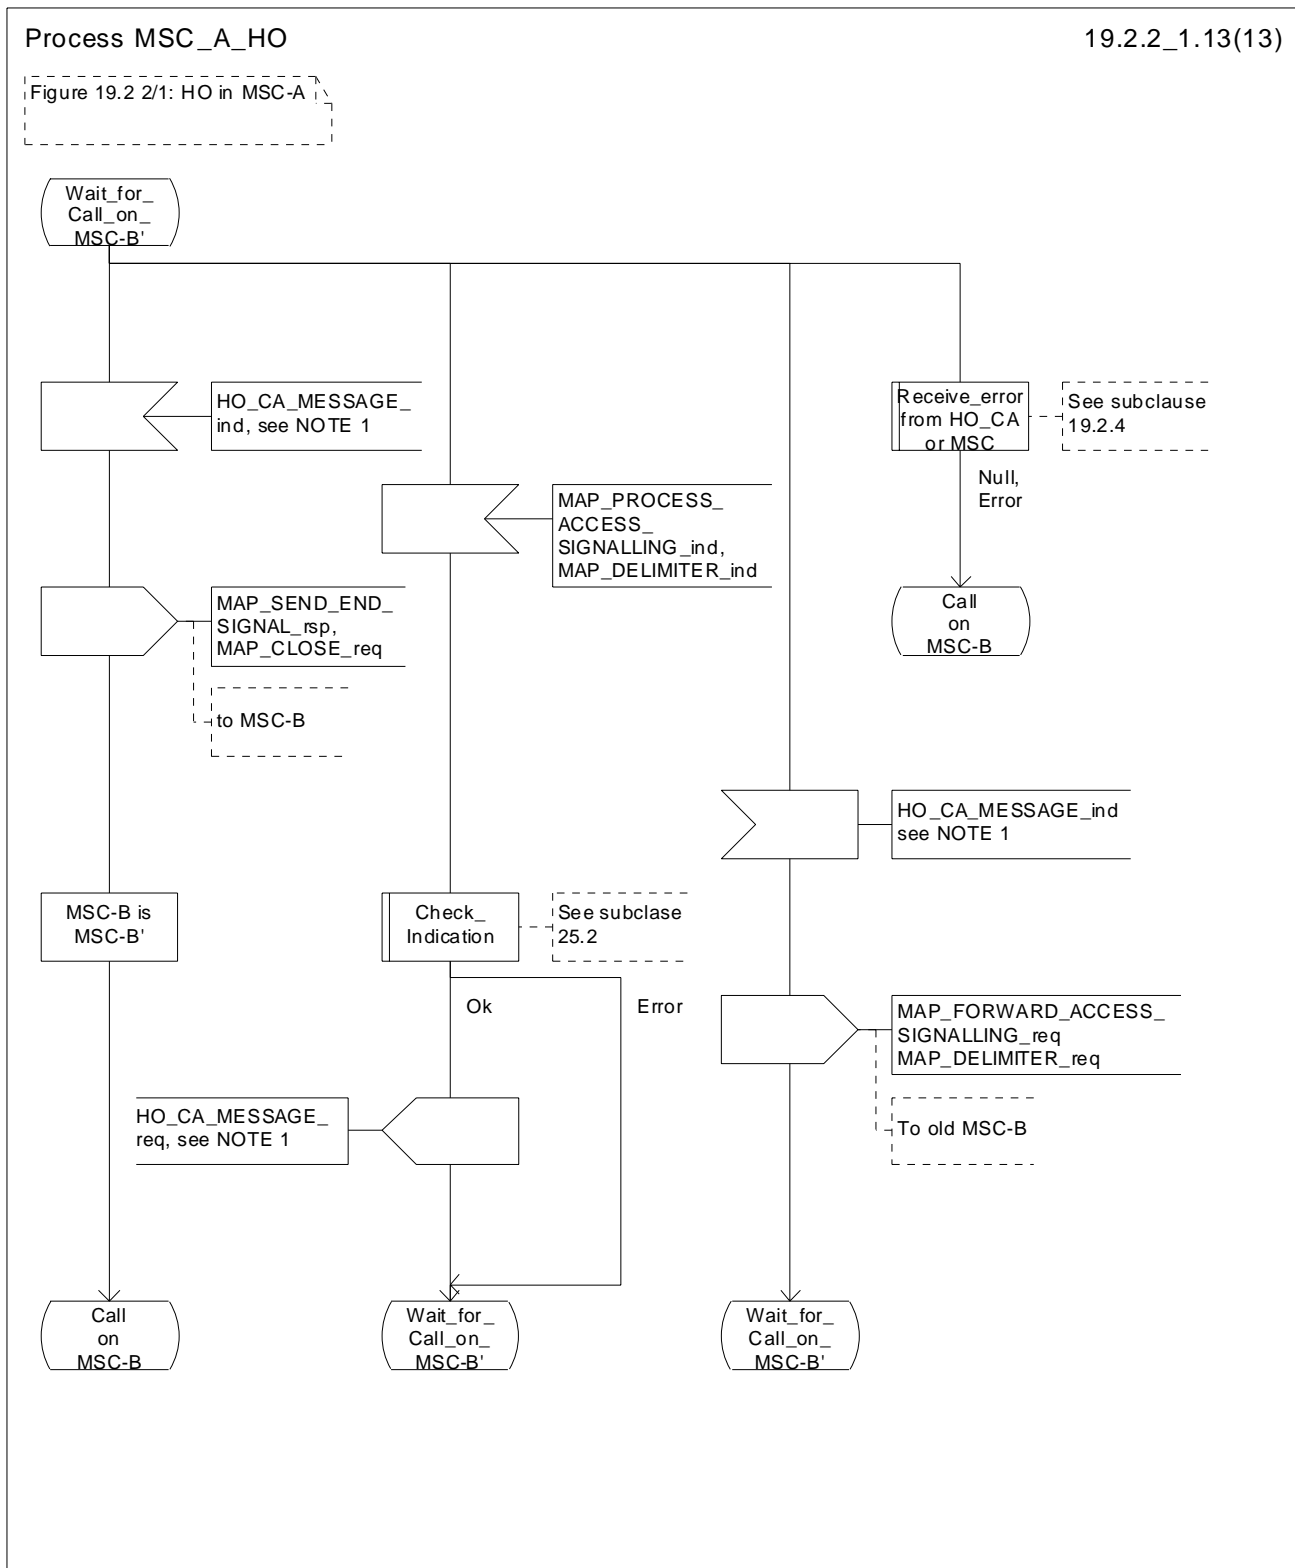 Process MSC_A_HO
19.2.2_1.13(13)
Figure 19.2 2/1: HO in MSC-A
Wait_for_
Call_on_
MSC-B'
HO_CA_MESSAGE_
ind, see NOTE 1
Receive_error
from HO_CA
or MSC
See subclause
19.2.4
Null,
Error
MAP_PROCESS_
ACCESS_
SIGNALLING_ind,
MAP_DELIMITER_ind
MAP_SEND_END_
SIGNAL_rsp,
MAP_CLOSE_req
to MSC-B
Call
on
MSC-B
HO_CA_MESSAGE_ind
see NOTE 1
MSC-B is
MSC-B'
Check_
Indication
See subclase
25.2
Ok
Error
MAP_FORWARD_ACCESS_
SIGNALLING_req
MAP_DELIMITER_req
To old MSC-B
HO_CA_MESSAGE_
req, see NOTE 1
Call
on
MSC-B
Wait_for_
Call_on_
MSC-B'
Wait_for_
Call_on_
MSC-B'